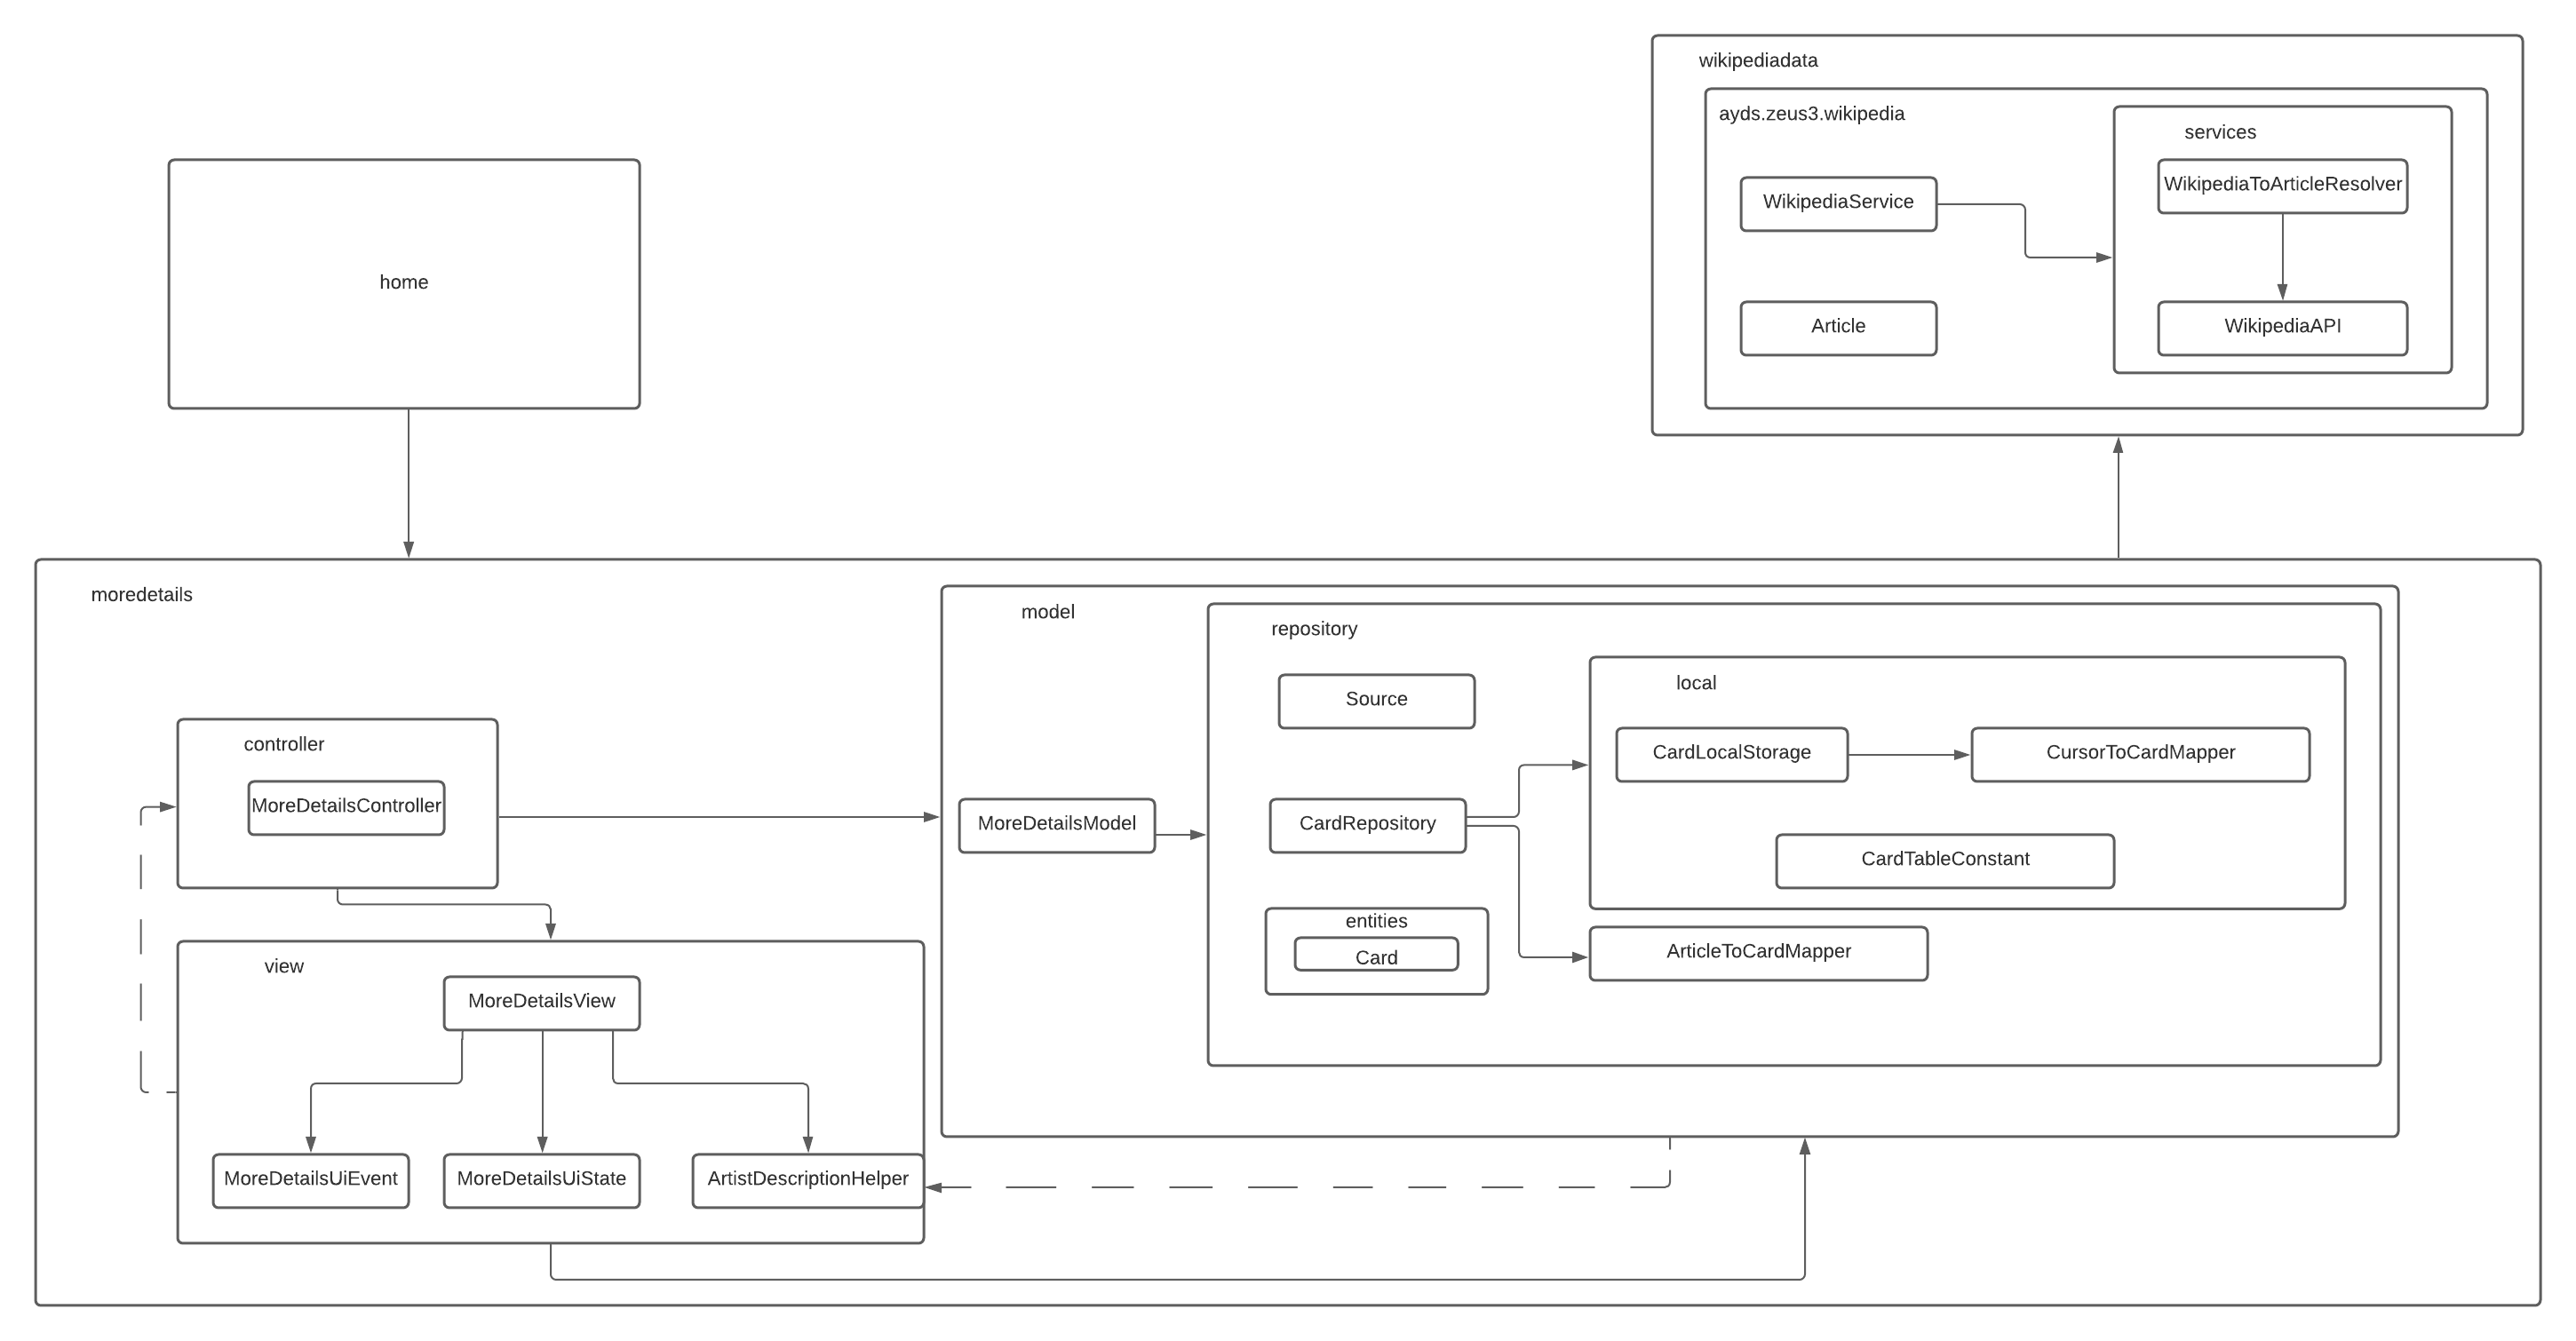 wikipediadata
ayds.zeus3.wikipedia
services
WikipediaToArticleResolver
WikipediaService
home
Article
WikipediaAPI
moredetails
model
repository
local
Source
controller
CardLocalStorage
CursorToCardMapper
MoreDetailsController
MoreDetailsModel
CardRepository
CardTableConstant
entities
Card
ArticleToCardMapper
view
MoreDetailsView
MoreDetailsUiEvent
MoreDetailsUiState
ArtistDescriptionHelper